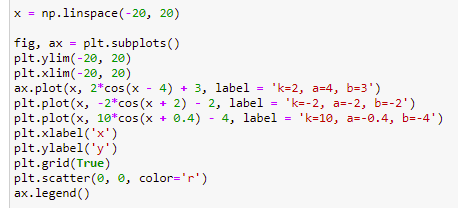 x = np.linspace(-20, 20)
fig, ax = plt.subplots()
plt.ylim(-20, 20)
plt.xlim(-20, 20)
ax.plot(x, 2*cos(x - 4) + 3, label = 'k=2, a=4, b=3')
plt.plot(x, -2*cos(x + 2) - 2, label = 'k=-2, a=-2, b=-2')
plt.plot(x, 10*cos(x + 0.4) - 4, label = 'k=10, a=-0.4, b=-4')
plt.xlabel('x')
plt.ylabel('y')
plt.grid(True)
plt.scatter(0, 0, color='r')
ax.legend()